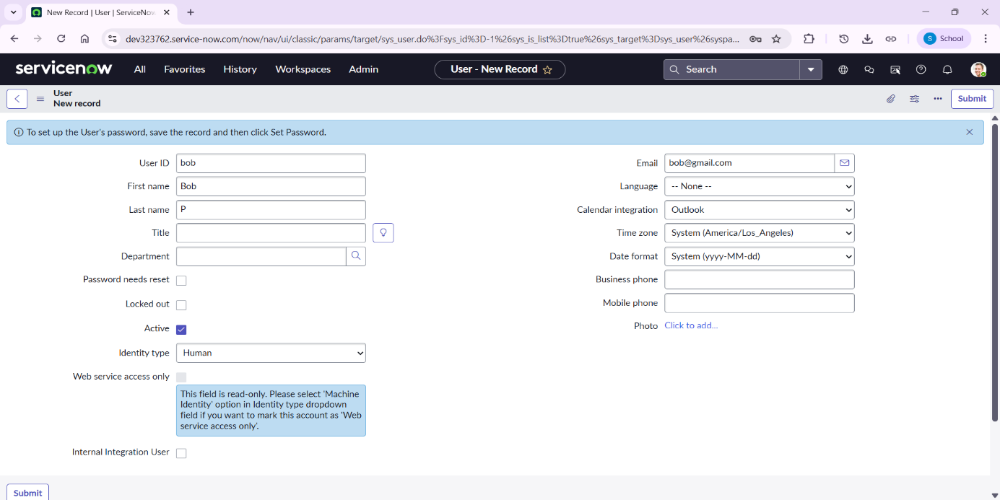 New Record | User | ServiceNow
dev323762.service-now.com/now/nav/ui/classic/params/target/sys_user.do%3Fsys_id%3D-1%26sys_is_list%3Dtrue%26sys_target%3Dsys_user%26syspa...
S School
servicenow All Favorites History Workspaces Admin User - New Record Search
User
New record
Submit
To set up the User's password, save the record and then click Set Password.
User ID bob
First name Bob
Last name P
Title
Department
Password needs reset
Locked out
Active
Identity type Human
Web service access only
This field is read-only. Please select 'Machine
Identity' option in Identity type dropdown
field if you want to mark this account as 'Web
service access only'.
Internal Integration User
Email bob@gmail.com
Language -- None --
Calendar integration Outlook
Time zone System (America/Los_Angeles)
Date format System (yyyy-MM-dd)
Business phone
Mobile phone
Photo Click to add...
Submit